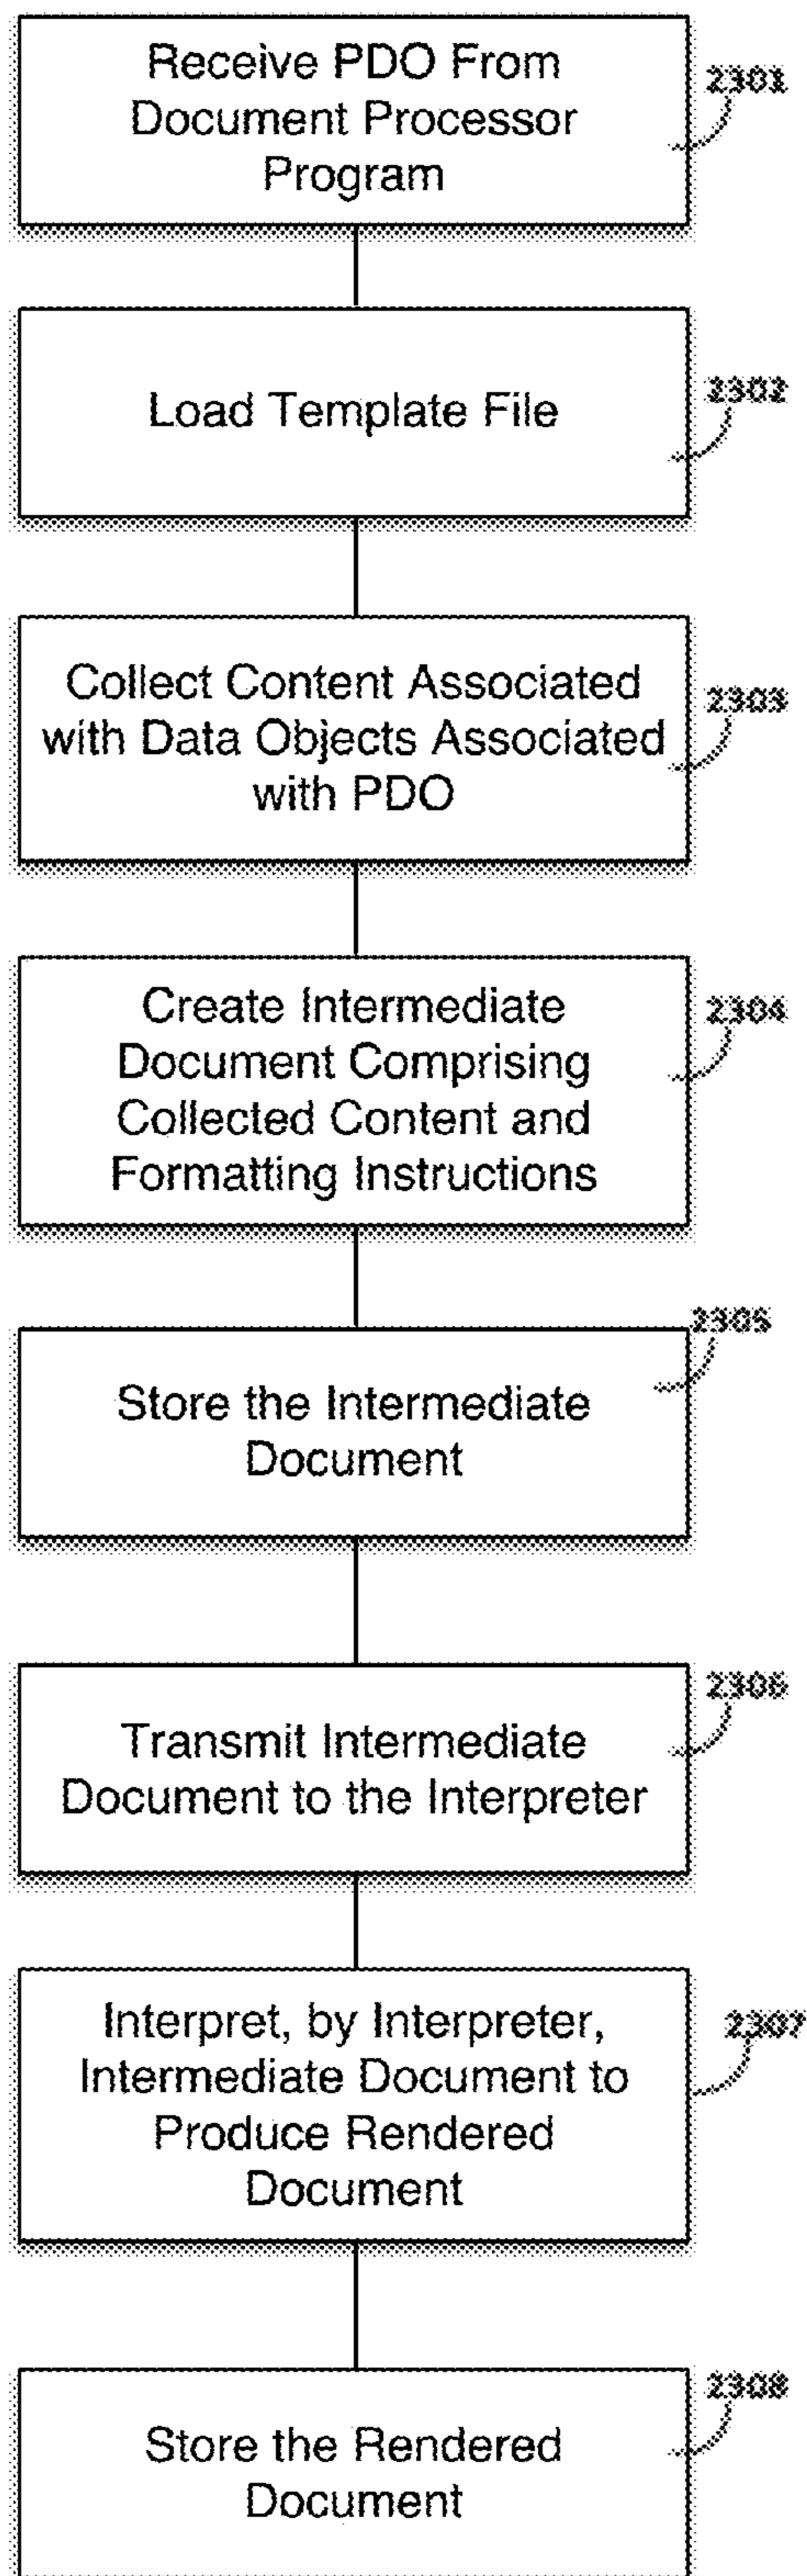 Receive PDO From
Document Processor
Program
2301
Load Template File
2302
Collect Content Associated
with Data Objects Associated
with PDO
2303
Create Intermediate
Document Comprising
Collected Content and
Formatting Instructions
2304
Store the Intermediate
Document
2305
Transmit Intermediate
Document to the Interpreter
2306
Interpret, by Interpreter,
Intermediate Document to
Produce Rendered
Document
2307
Store the Rendered
Document
2308